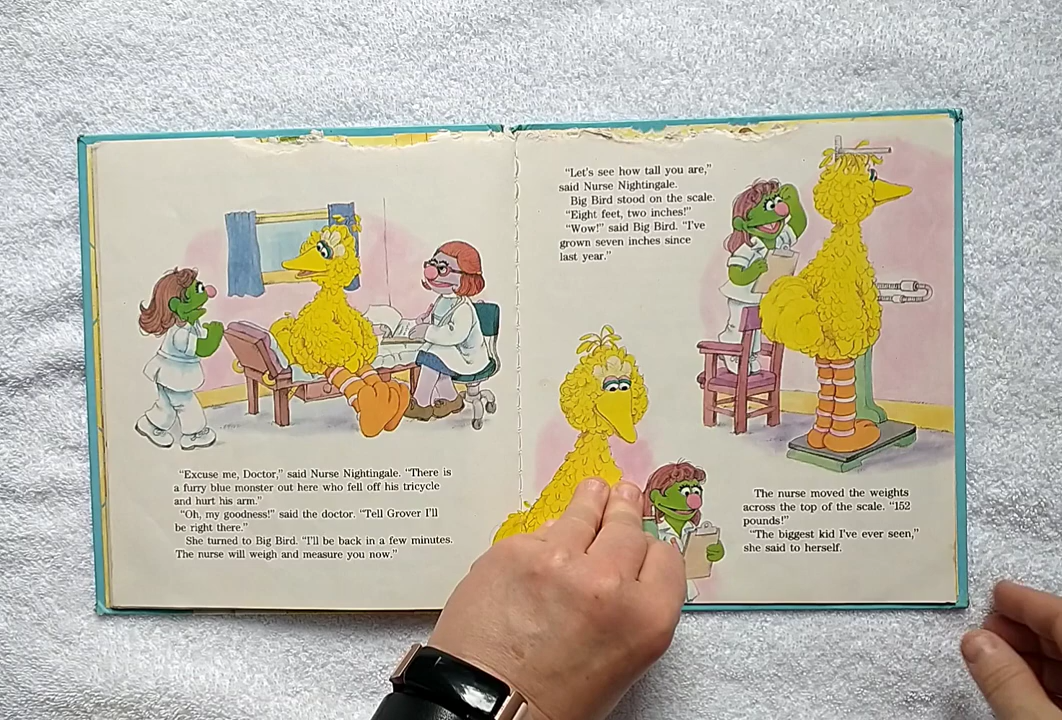 "Excuse me, Doctor," said Nurse Nightingale. "There is
a furry blue monster out here who fell off his tricycle
and hurt his arm."
"Oh, my goodness!" said the doctor. "Tell Grover I'll
be right there."
She turned to Big Bird. "I'll be back in a few minutes.
The nurse will weigh and measure you now."
"Let's see how tall you are,"
said Nurse Nightingale.
Big Bird stood on the scale.
"Eight feet, two inches!"
"Wow!" said Big Bird. "I've
grown seven inches since
last year."
The nurse moved the weights
across the top of the scale. "152
pounds!"
"The biggest kid I've ever seen,"
she said to herself.